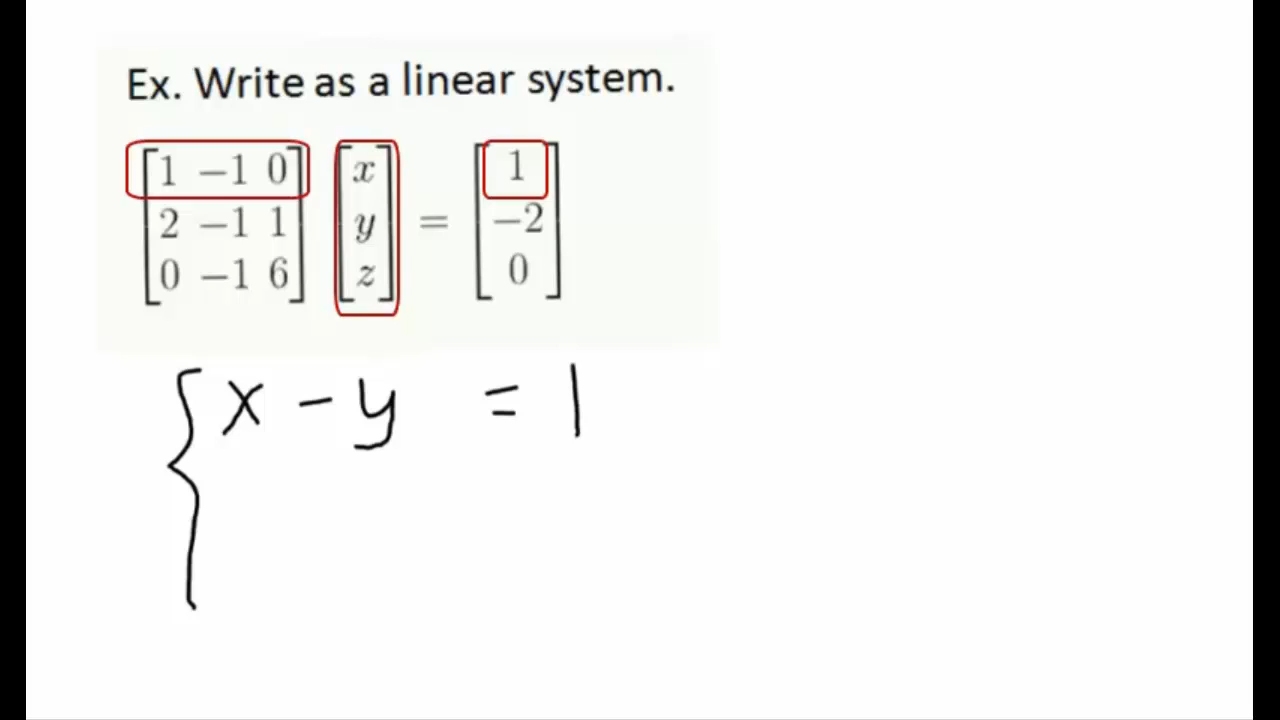 Ex. Write as a linear system.
[1 −1 0] [x] [1]
[2 −1 1] [y] = [−2]
[0 −1 6] [z] [0]
{ x - y = 1